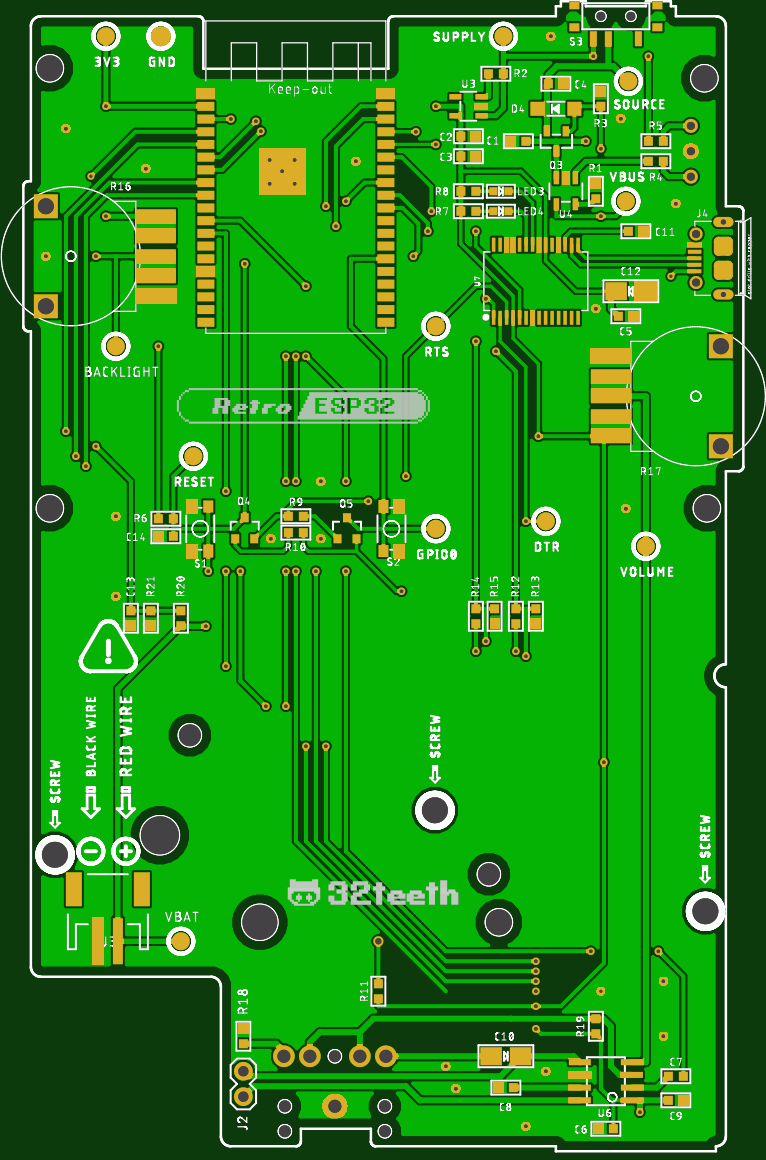 SUPPLY
S3
3V3
GND
R2
Keep-out
U3
C4
SOURCE
D4
R3
R5
C2
C1
C3
Q3
R4
R1
VBUS
R16
R8
LED3
R7
LED4
U4
J4
C11
C12
U7
C5
RTS
BACKLIGHT
Retro ESP32
R17
RESET
Q4
R9
Q5
R6
C14
R10
S1
S2
GPIO0
DTR
VOLUME
C13
R21
R20
R14
R15
R12
R13
!
BLACK WIRE
RED WIRE
SCREW
SCREW
SCREW
32teeth
VBAT
R11
R18
R19
C10
C7
C8
U6
C9
J2
C6